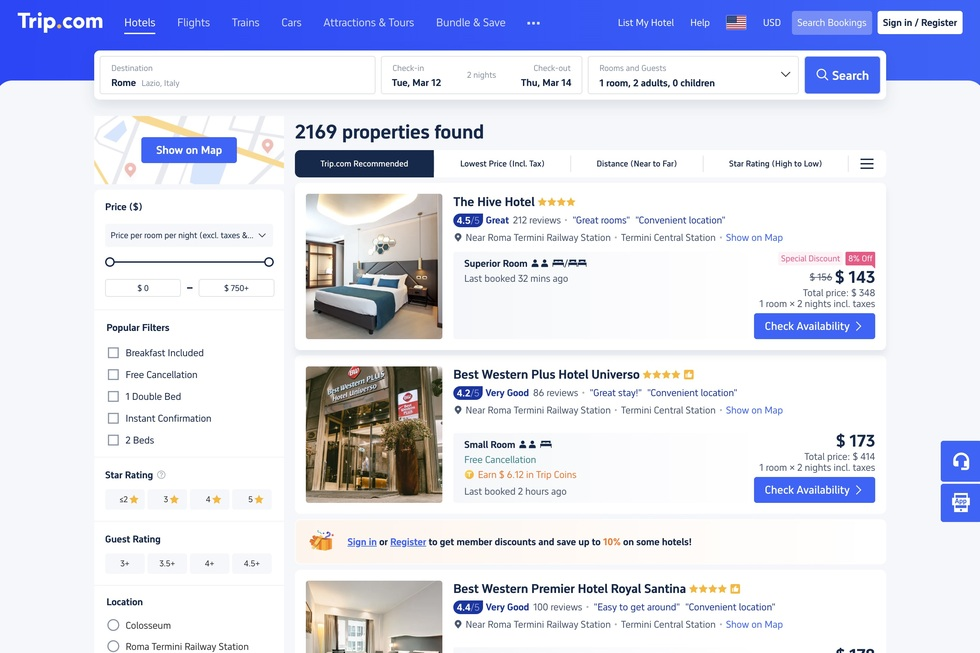 Trip.com
Hotels Flights Trains Cars Attractions & Tours Bundle & Save
List My Hotel Help USD Search Bookings Sign in / Register
Destination
Rome Lazio, Italy
Check-in
Tue, Mar 12
2 nights
Check-out
Thu, Mar 14
Rooms and Guests
1 room, 2 adults, 0 children
Search
Show on Map
Price ($)
Price per room per night (excl. taxes &...
$ 0 – $ 750+
Popular Filters
Breakfast Included
Free Cancellation
1 Double Bed
Instant Confirmation
2 Beds
Star Rating
≤2 3 4 5
Guest Rating
3+ 3.5+ 4+ 4.5+
Location
Colosseum
Roma Termini Railway Station
2169 properties found
Trip.com Recommended Lowest Price (Incl. Tax) Distance (Near to Far) Star Rating (High to Low)
The Hive Hotel
4.5/5 Great 212 reviews · "Great rooms" "Convenient location"
Near Roma Termini Railway Station · Termini Central Station · Show on Map
Superior Room
Last booked 32 mins ago
Special Discount 8% Off
$ 156 $ 143
Total price: $ 348
1 room × 2 nights incl. taxes
Check Availability
Best Western Plus
Hotel Universo
Best Western Plus Hotel Universo
4.2/5 Very Good 86 reviews · "Great stay!" "Convenient location"
Near Roma Termini Railway Station · Termini Central Station · Show on Map
Small Room
Free Cancellation
Earn $ 6.12 in Trip Coins
Last booked 2 hours ago
$ 173
Total price: $ 414
1 room × 2 nights incl. taxes
Check Availability
Sign in or Register to get member discounts and save up to 10% on some hotels!
Best Western Premier Hotel Royal Santina
4.4/5 Very Good 100 reviews · "Easy to get around" "Convenient location"
Near Roma Termini Railway Station · Termini Central Station · Show on Map
App